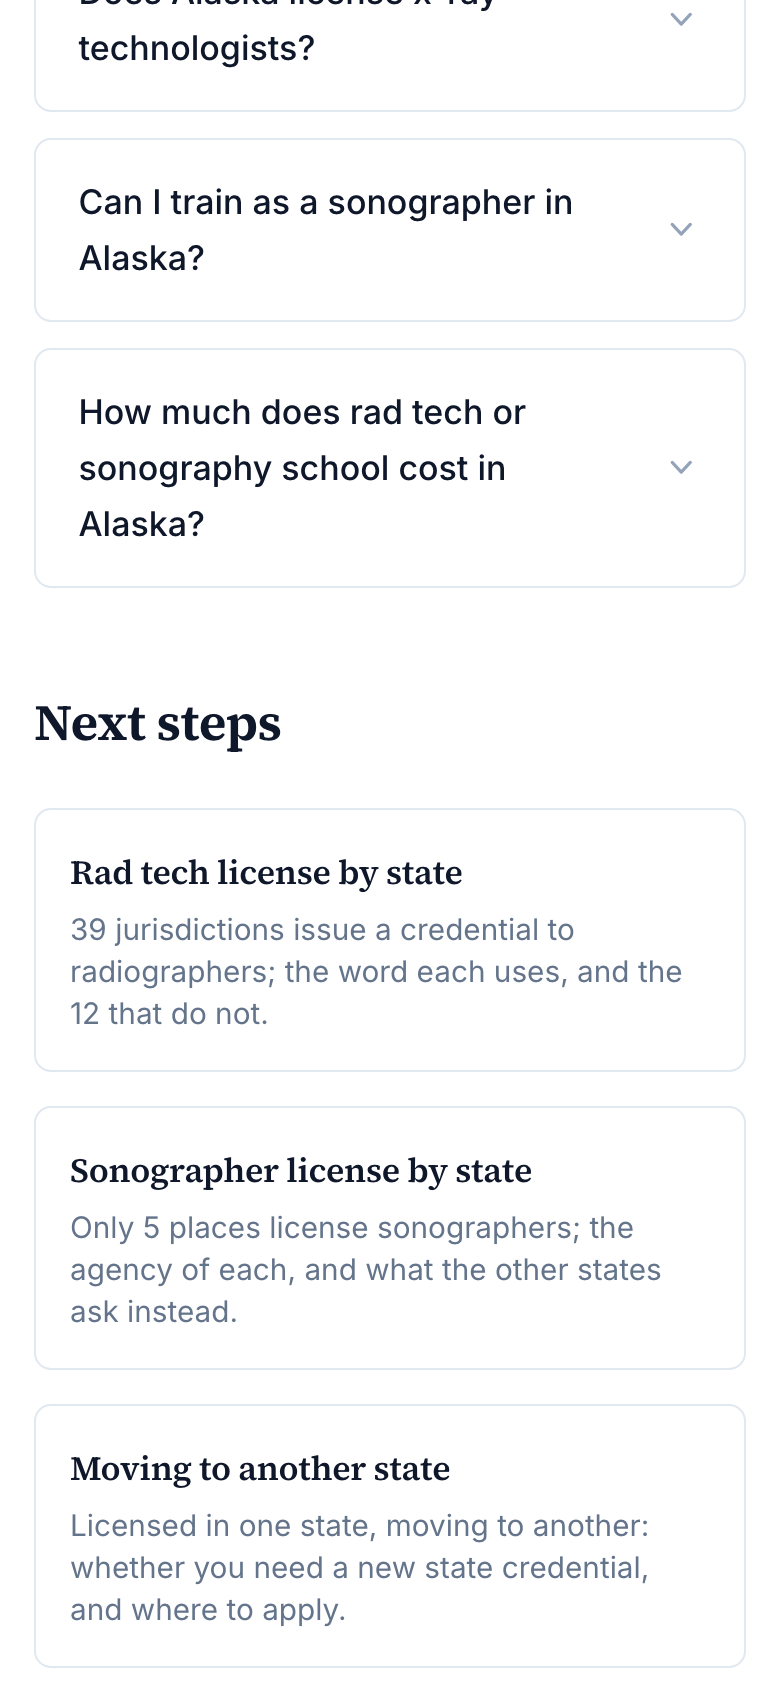 Does Alaska license x-ray
technologists?
Can I train as a sonographer in
Alaska?
How much does rad tech or
sonography school cost in
Alaska?
Next steps
Rad tech license by state
39 jurisdictions issue a credential to
radiographers; the word each uses, and the
12 that do not.
Sonographer license by state
Only 5 places license sonographers; the
agency of each, and what the other states
ask instead.
Moving to another state
Licensed in one state, moving to another:
whether you need a new state credential,
and where to apply.